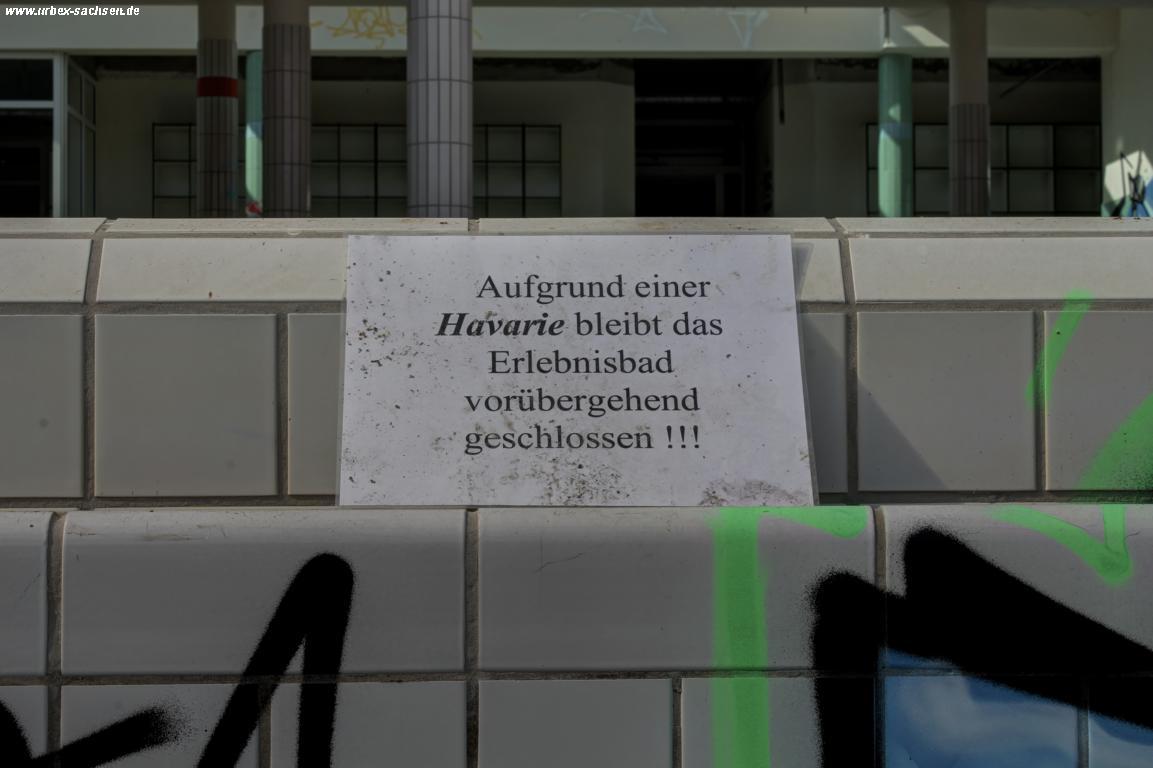 www.urbex-sachsen.de
Aufgrund einer
Havarie bleibt das
Erlebnisbad
vorübergehend
geschlossen !!!